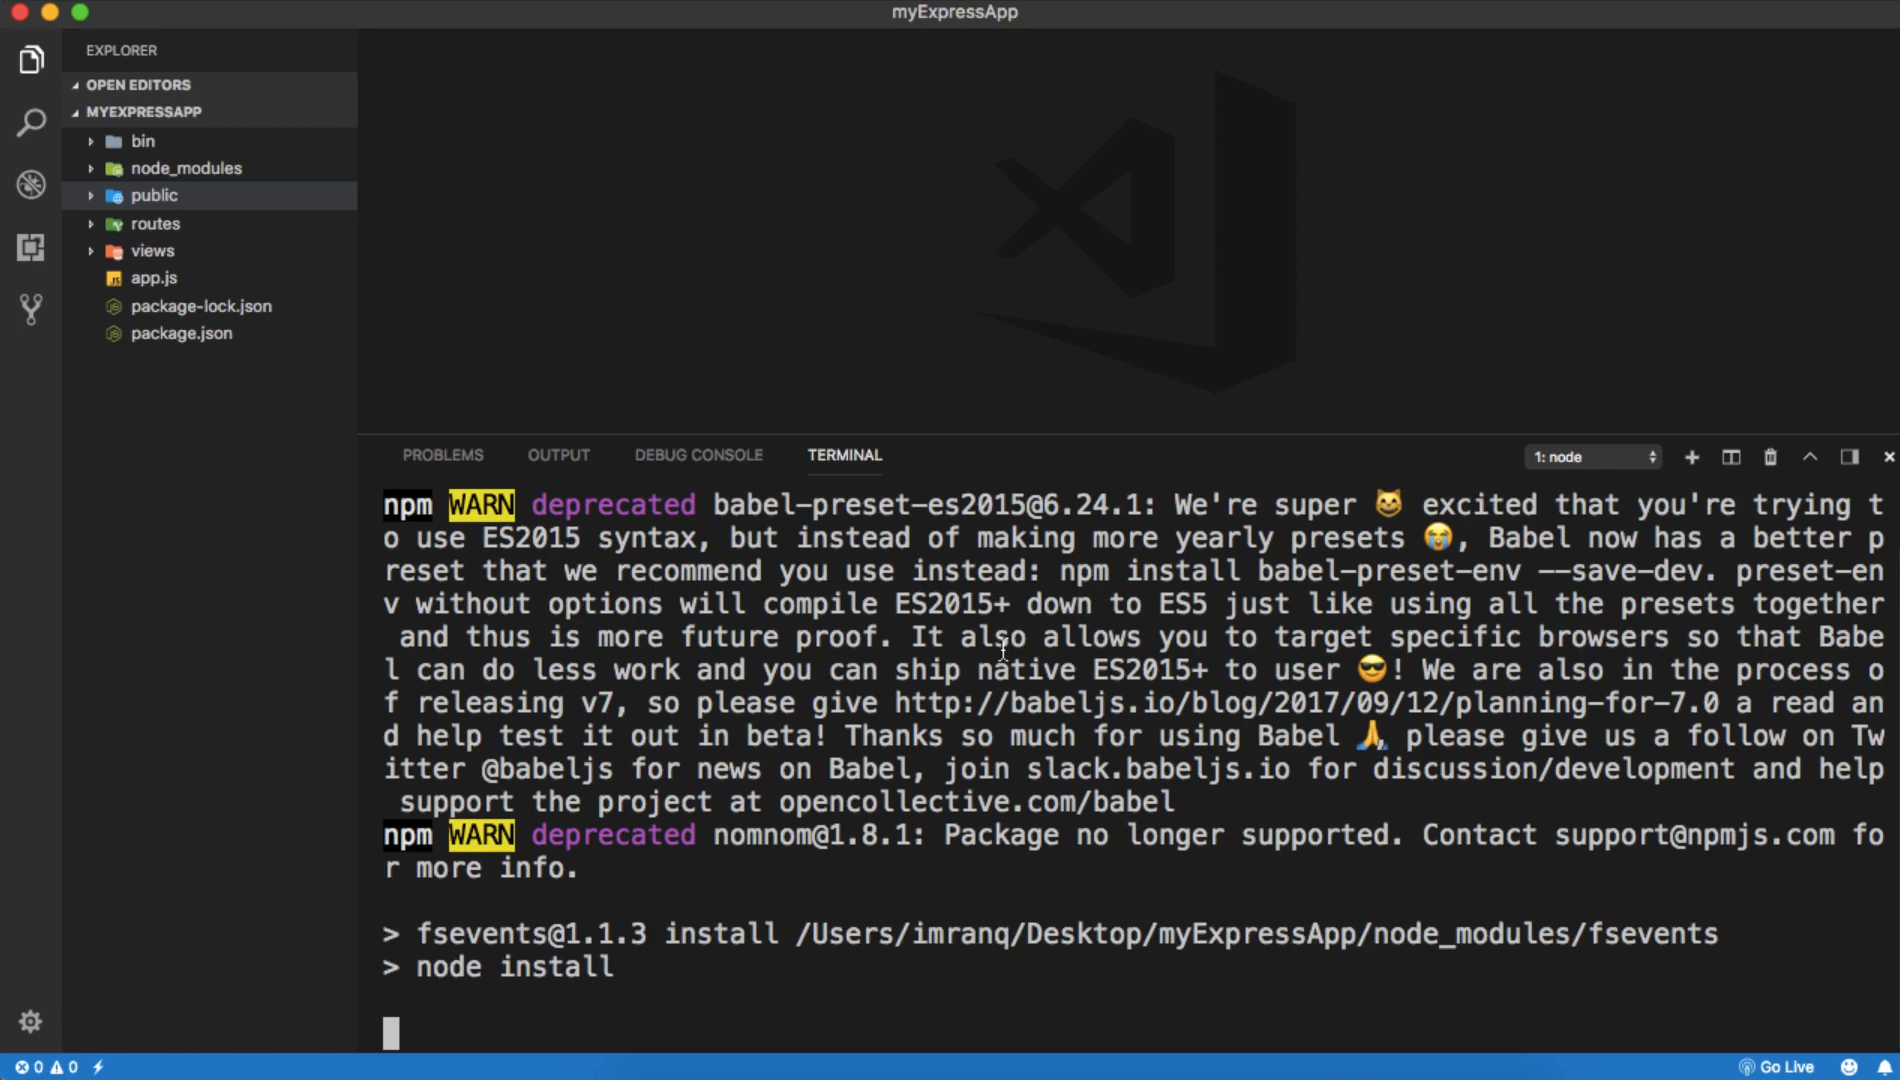 myExpressApp
EXPLORER
OPEN EDITORS
MYEXPRESSAPP
bin
node_modules
public
routes
views
app.js
package-lock.json
package.json
PROBLEMS OUTPUT DEBUG CONSOLE TERMINAL 1: node
npm WARN deprecated babel-preset-es2015@6.24.1: We're super 😸 excited that you're trying t
o use ES2015 syntax, but instead of making more yearly presets 😭, Babel now has a better p
reset that we recommend you use instead: npm install babel-preset-env --save-dev. preset-en
v without options will compile ES2015+ down to ES5 just like using all the presets together
and thus is more future proof. It also allows you to target specific browsers so that Babe
l can do less work and you can ship native ES2015+ to user 😎! We are also in the process o
f releasing v7, so please give http://babeljs.io/blog/2017/09/12/planning-for-7.0 a read an
d help test it out in beta! Thanks so much for using Babel 🙏 please give us a follow on Tw
itter @babeljs for news on Babel, join slack.babeljs.io for discussion/development and help
support the project at opencollective.com/babel
npm WARN deprecated nomnom@1.8.1: Package no longer supported. Contact support@npmjs.com fo
r more info.
> fsevents@1.1.3 install /Users/imranq/Desktop/myExpressApp/node_modules/fsevents
> node install
0 0 Go Live